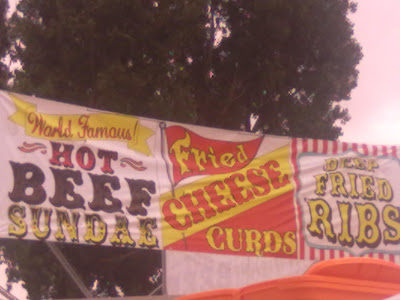 World Famous!
HOT
BEEF
SUNDAE
Fried
CHEESE
CURDS
DEEP
FRIED
RIBS